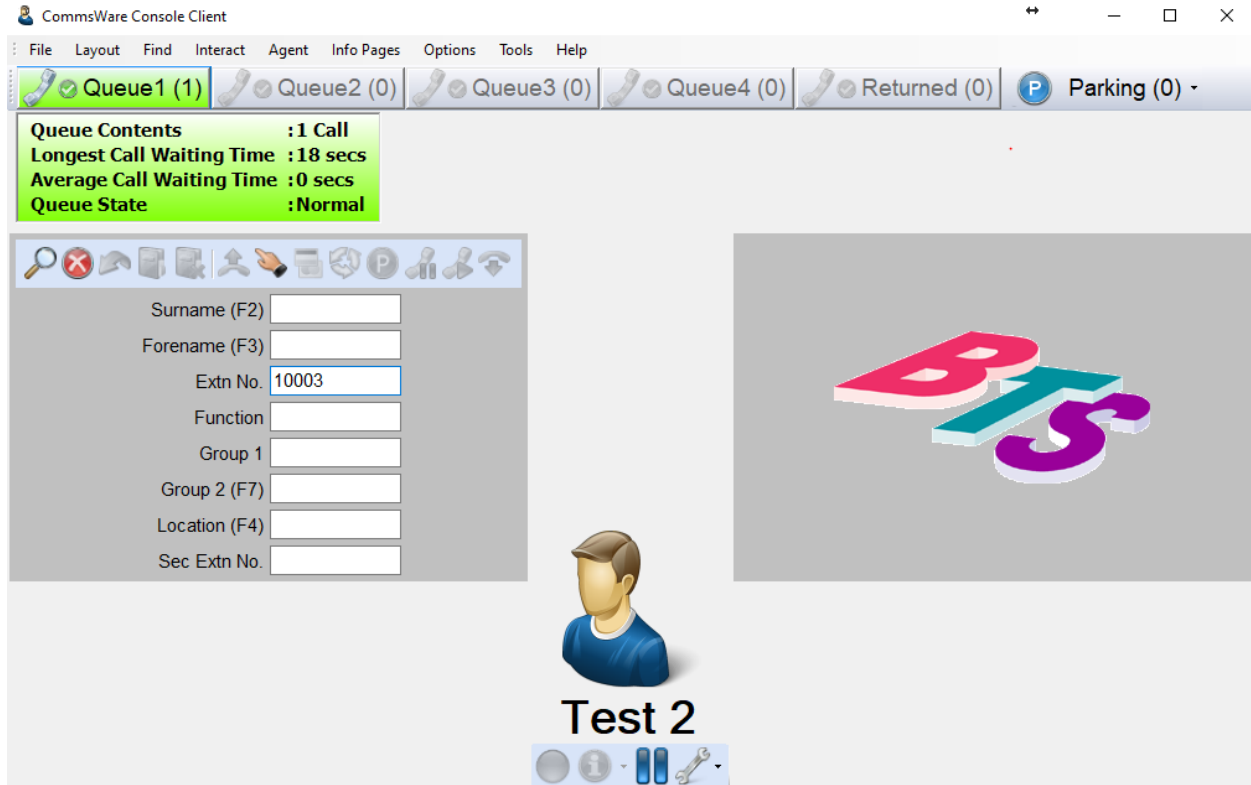 CommsWare Console Client
File Layout Find Interact Agent Info Pages Options Tools Help
Queue1 (1) Queue2 (0) Queue3 (0) Queue4 (0) Returned (0) P Parking (0)
Queue Contents :1 Call
Longest Call Waiting Time :18 secs
Average Call Waiting Time :0 secs
Queue State :Normal
P
Surname (F2)
Forename (F3)
Extn No. 10003
Function
Group 1
Group 2 (F7)
Location (F4)
Sec Extn No.
BTS
Test 2